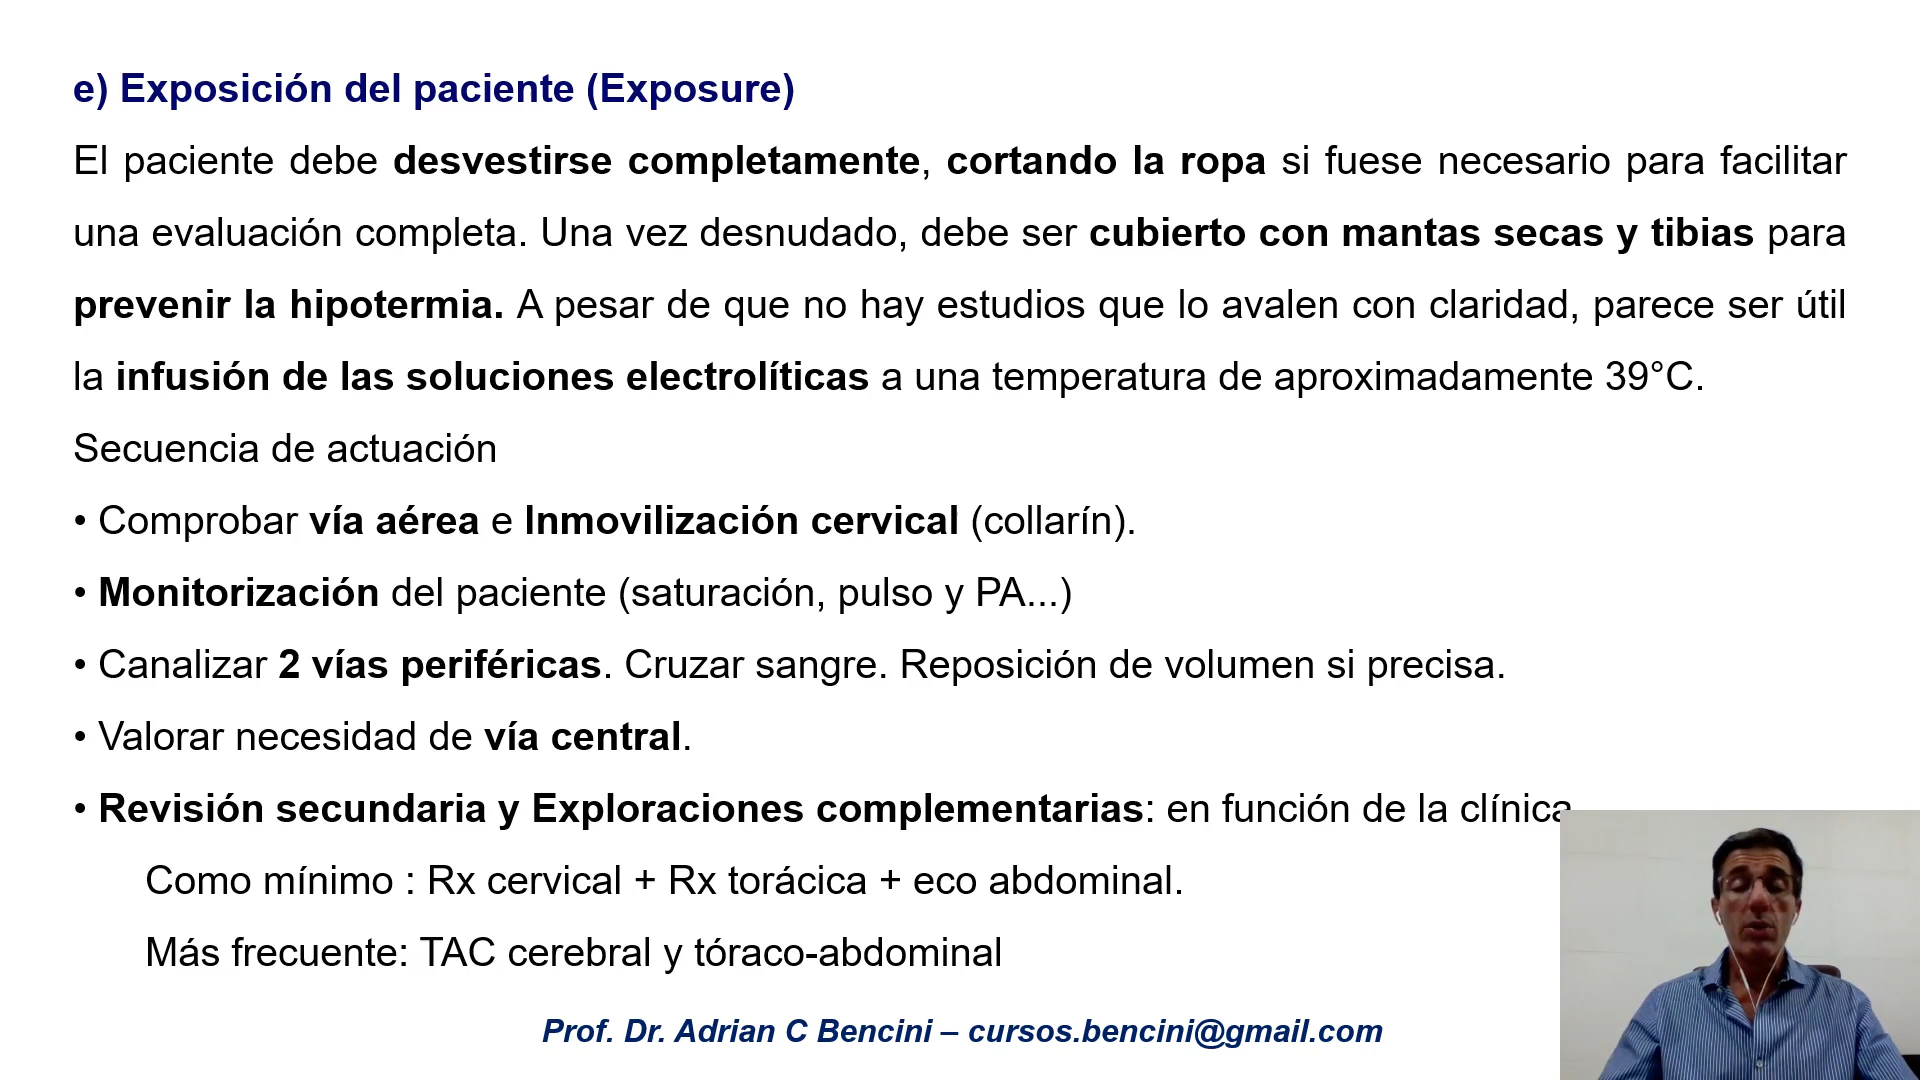 e) Exposición del paciente (Exposure)
El paciente debe desvestirse completamente, cortando la ropa si fuese necesario para facilitar
una evaluación completa. Una vez desnudado, debe ser cubierto con mantas secas y tibias para
prevenir la hipotermia. A pesar de que no hay estudios que lo avalen con claridad, parece ser útil
la infusión de las soluciones electrolíticas a una temperatura de aproximadamente 39°C.
Secuencia de actuación
• Comprobar vía aérea e Inmovilización cervical (collarín).
• Monitorización del paciente (saturación, pulso y PA...)
• Canalizar 2 vías periféricas. Cruzar sangre. Reposición de volumen si precisa.
• Valorar necesidad de vía central.
• Revisión secundaria y Exploraciones complementarias: en función de la clínica
Como mínimo : Rx cervical + Rx torácica + eco abdominal.
Más frecuente: TAC cerebral y tóraco-abdominal
Prof. Dr. Adrian C Bencini – cursos.bencini@gmail.com